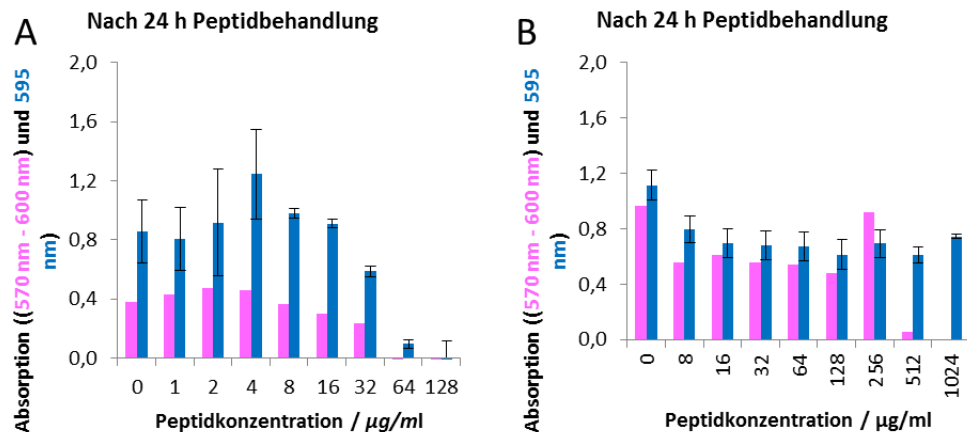 A
Nach 24 h Peptidbehandlung
Absorption ((570 nm - 600 nm) und 595
nm)
2,0
1,6
1,2
0,8
0,4
0,0
0 1 2 4 8 16 32 64 128
Peptidkonzentration / µg/ml
B
Nach 24 h Peptidbehandlung
Absorption ((570 nm - 600 nm) und 595
nm)
2,0
1,6
1,2
0,8
0,4
0,0
0 8 16 32 64 128 256 512 1024
Peptidkonzentration / µg/ml